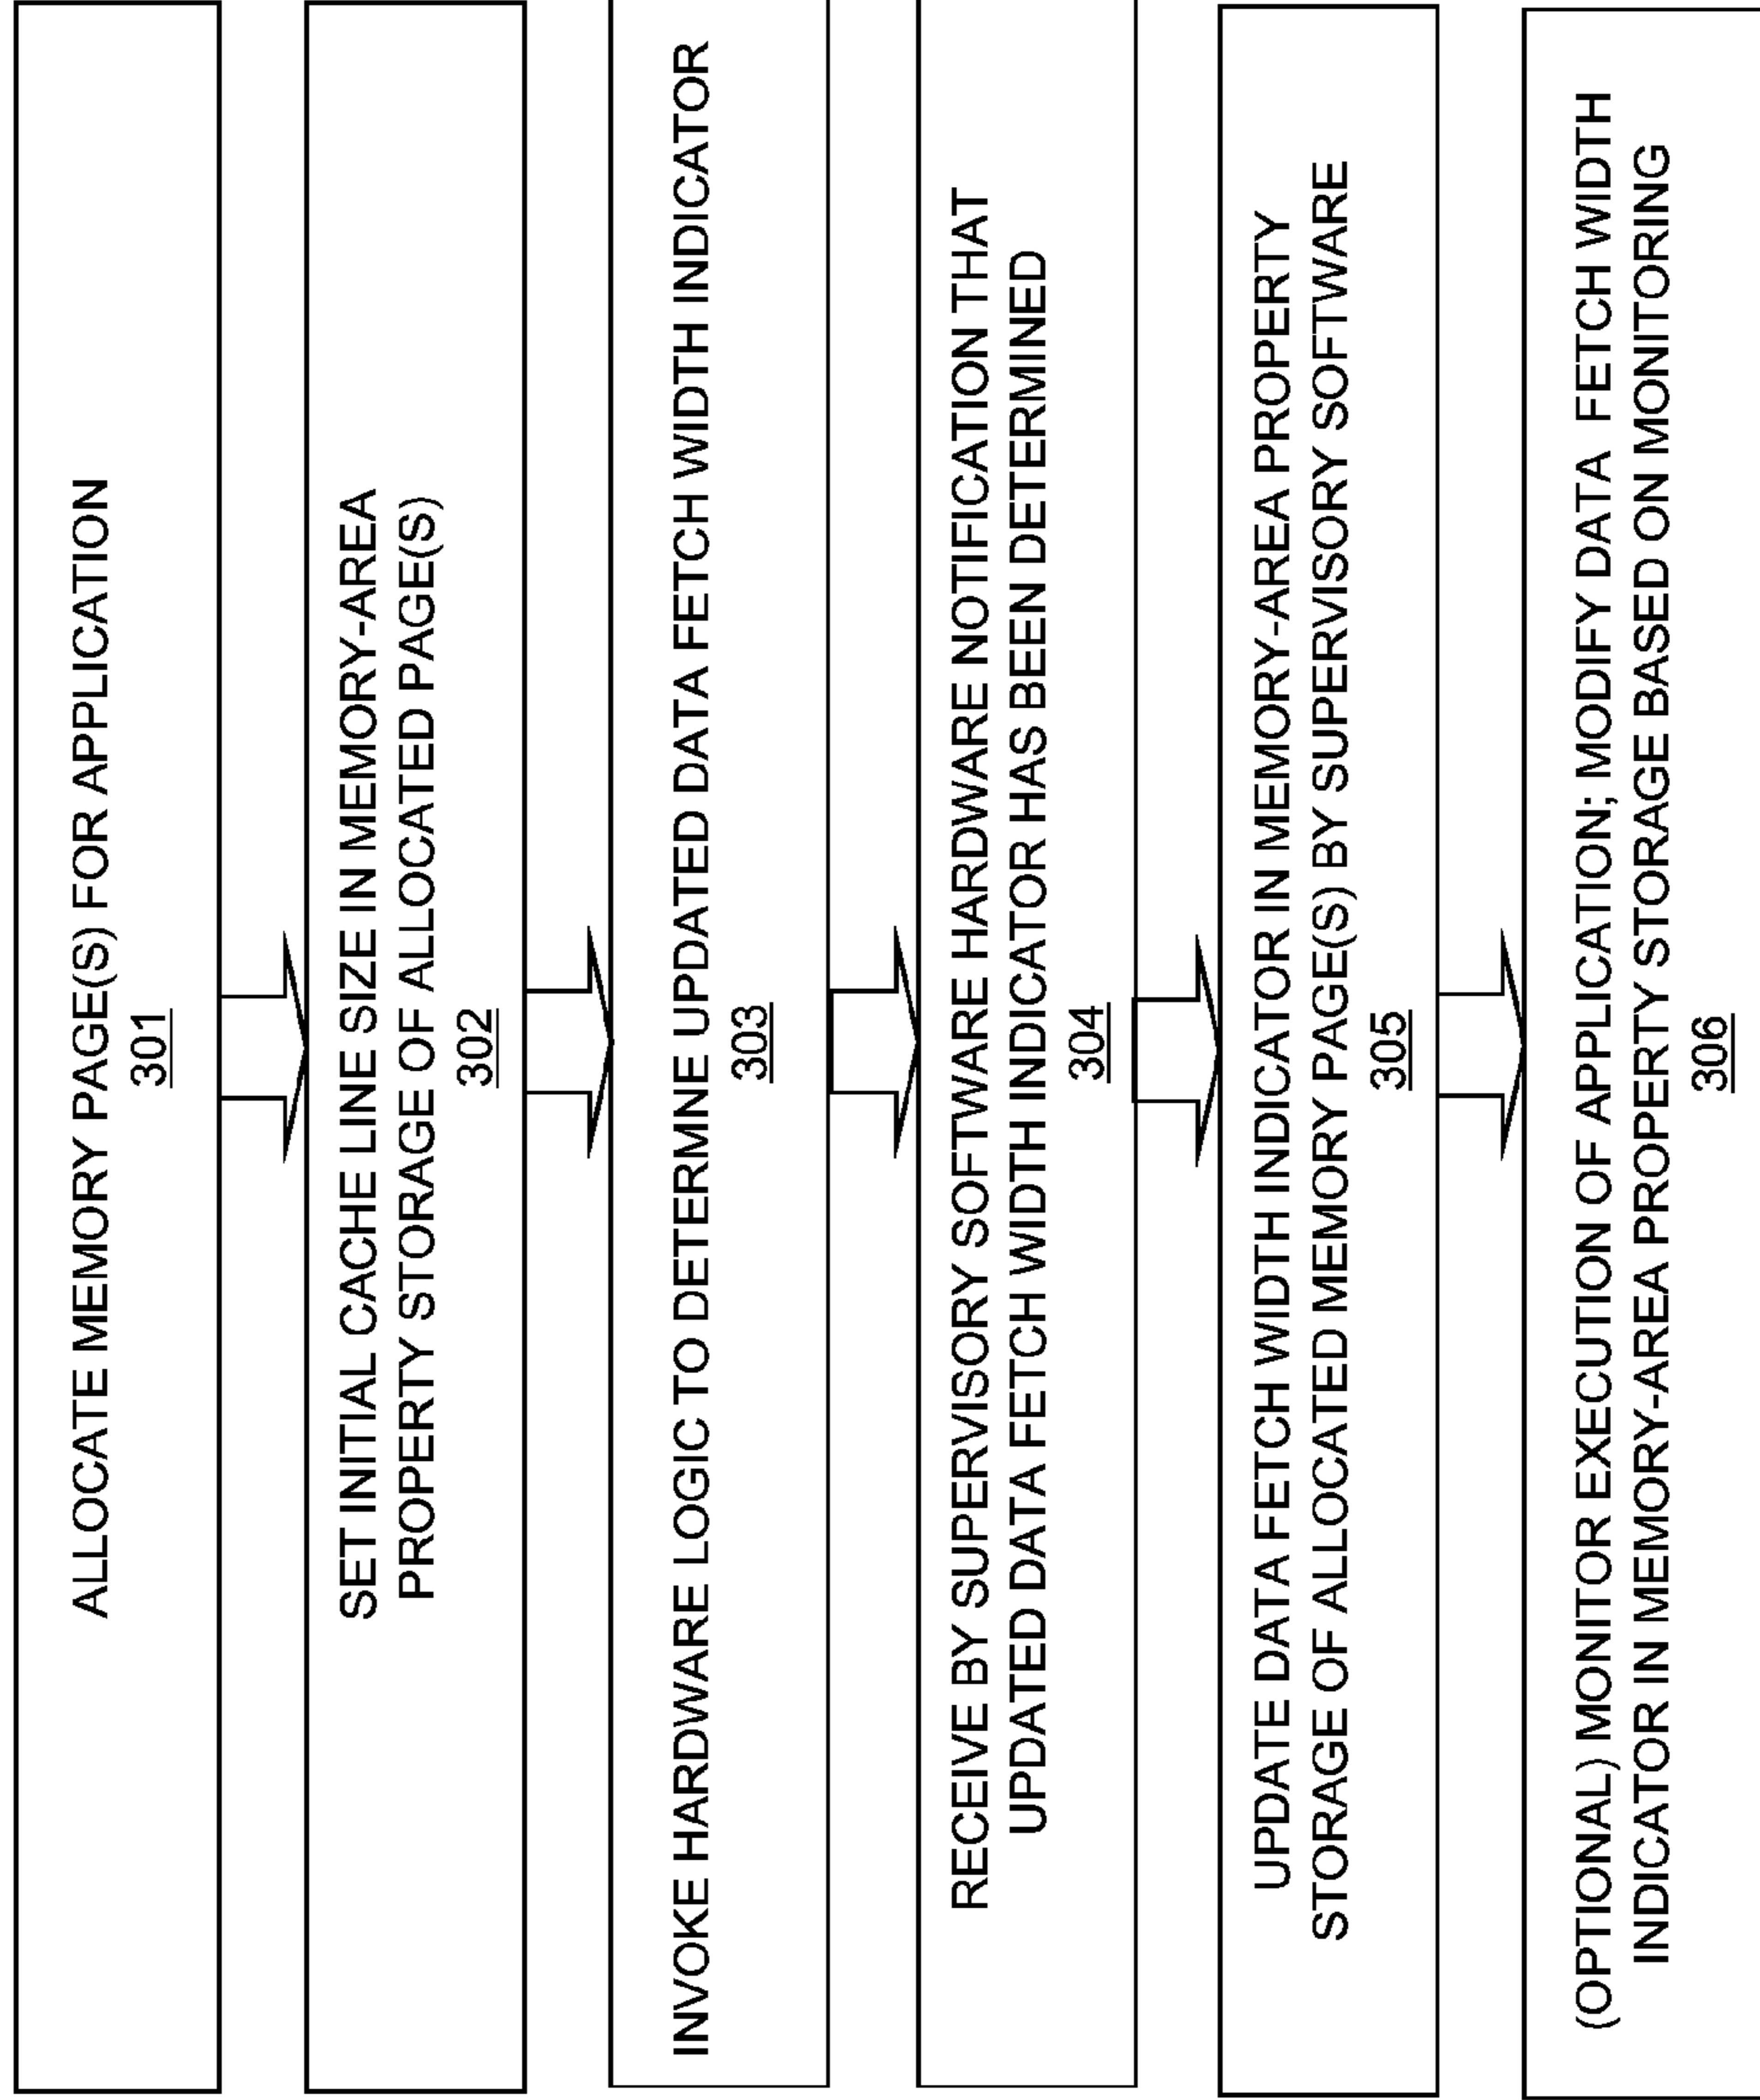 ALLOCATE MEMORY PAGE(S) FOR APPLICATION
301
SET INITIAL CACHE LINE SIZE IN MEMORY-AREA
PROPERTY STORAGE OF ALLOCATED PAGE(S)
302
INVOKE HARDWARE LOGIC TO DETERMINE UPDATED DATA FETCH WIDTH INDICATOR
303
RECEIVE BY SUPERVISORY SOFTWARE HARDWARE NOTIFICATION THAT
UPDATED DATA FETCH WIDTH INDICATOR HAS BEEN DETERMINED
304
UPDATE DATA FETCH WIDTH INDICATOR IN MEMORY-AREA PROPERTY
STORAGE OF ALLOCATED MEMORY PAGE(S) BY SUPERVISORY SOFTWARE
305
(OPTIONAL) MONITOR EXECUTION OF APPLICATION; MODIFY DATA FETCH WIDTH
INDICATOR IN MEMORY-AREA PROPERTY STORAGE BASED ON MONITORING
306